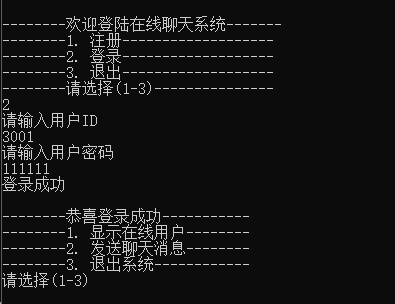 --------欢迎登陆在线聊天系统-------
--------1. 注册-------------------
--------2. 登录-------------------
--------3. 退出-------------------
--------请选择(1-3)---------------
2
请输入用户ID
3001
请输入用户密码
111111
登录成功
--------恭喜登录成功-----------
--------1. 显示在线用户--------
--------2. 发送聊天消息--------
--------3. 退出系统------------
请选择(1-3)